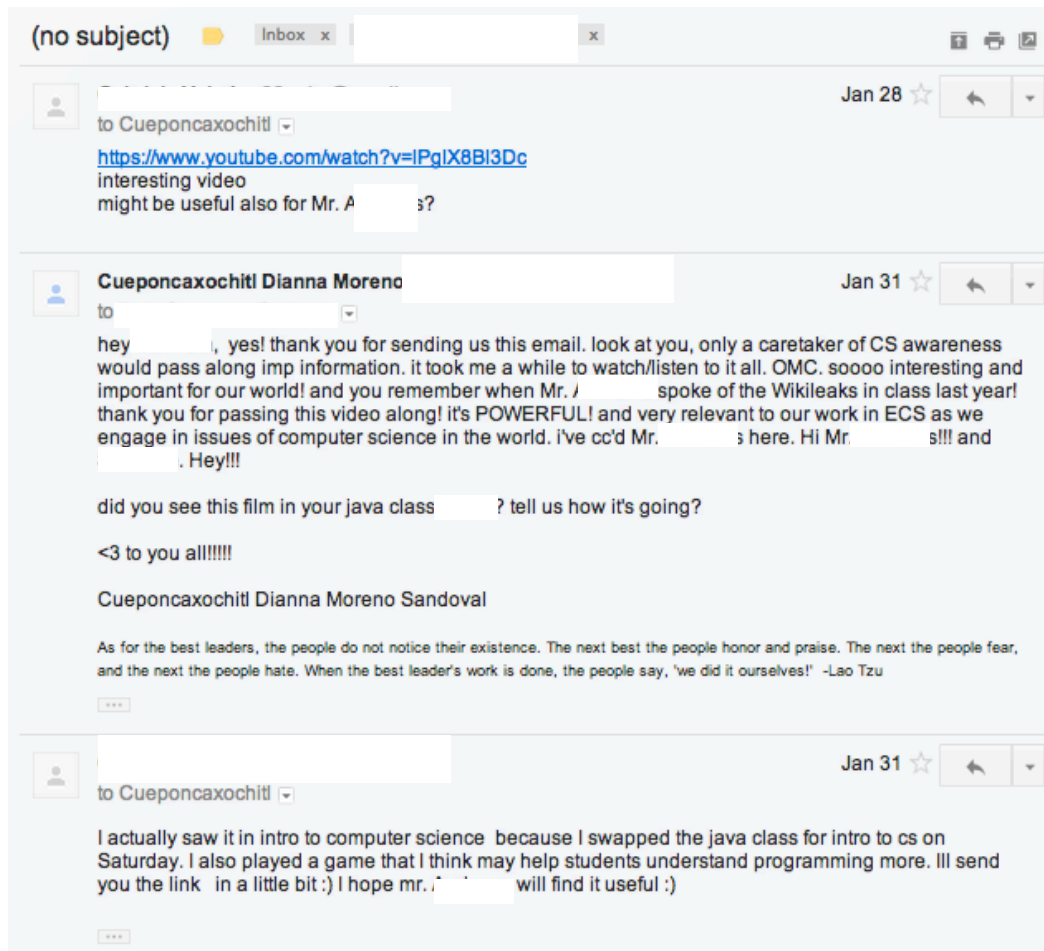 (no subject)
Inbox x
x
Jan 28
to Cueponcaxochitl
https://www.youtube.com/watch?v=lPglX8Bl3Dc
interesting video
might be useful also for Mr. A s?
Cueponcaxochitl Dianna Moreno
Jan 31
to
hey , yes! thank you for sending us this email. look at you, only a caretaker of CS awareness
would pass along imp information. it took me a while to watch/listen to it all. OMC. soooo interesting and
important for our world! and you remember when Mr. spoke of the Wikileaks in class last year!
thank you for passing this video along! it's POWERFUL! and very relevant to our work in ECS as we
engage in issues of computer science in the world. i've cc'd Mr. s here. Hi Mr. s!!! and
. Hey!!!
did you see this film in your java class ? tell us how it's going?
<3 to you all!!!!!
Cueponcaxochitl Dianna Moreno Sandoval
As for the best leaders, the people do not notice their existence. The next best the people honor and praise. The next the people fear,
and the next the people hate. When the best leader's work is done, the people say, 'we did it ourselves!' -Lao Tzu
Jan 31
to Cueponcaxochitl
I actually saw it in intro to computer science because I swapped the java class for intro to cs on
Saturday. I also played a game that I think may help students understand programming more. Ill send
you the link in a little bit :) I hope mr. will find it useful :)